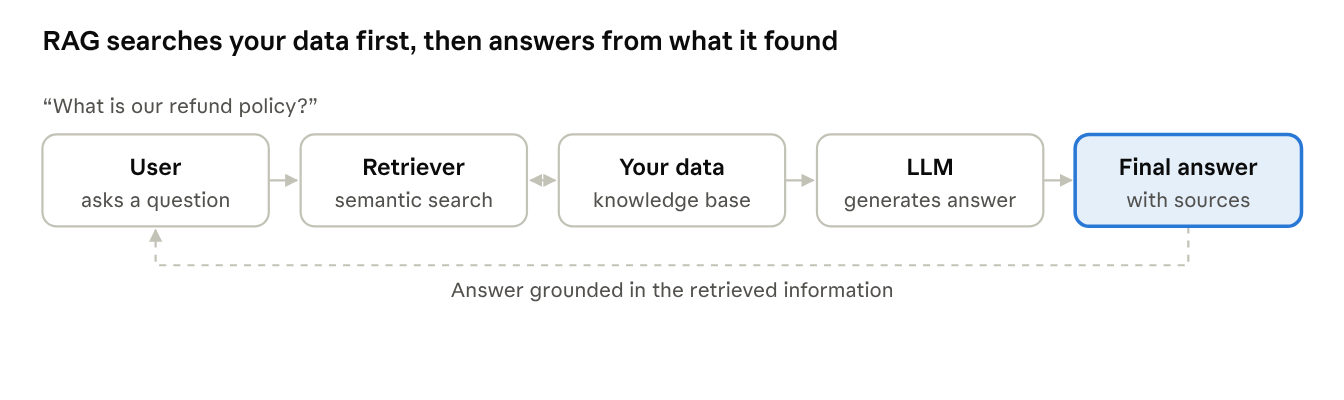 RAG searches your data first, then answers from what it found
“What is our refund policy?”
User
asks a question
Retriever
semantic search
Your data
knowledge base
LLM
generates answer
Final answer
with sources
Answer grounded in the retrieved information